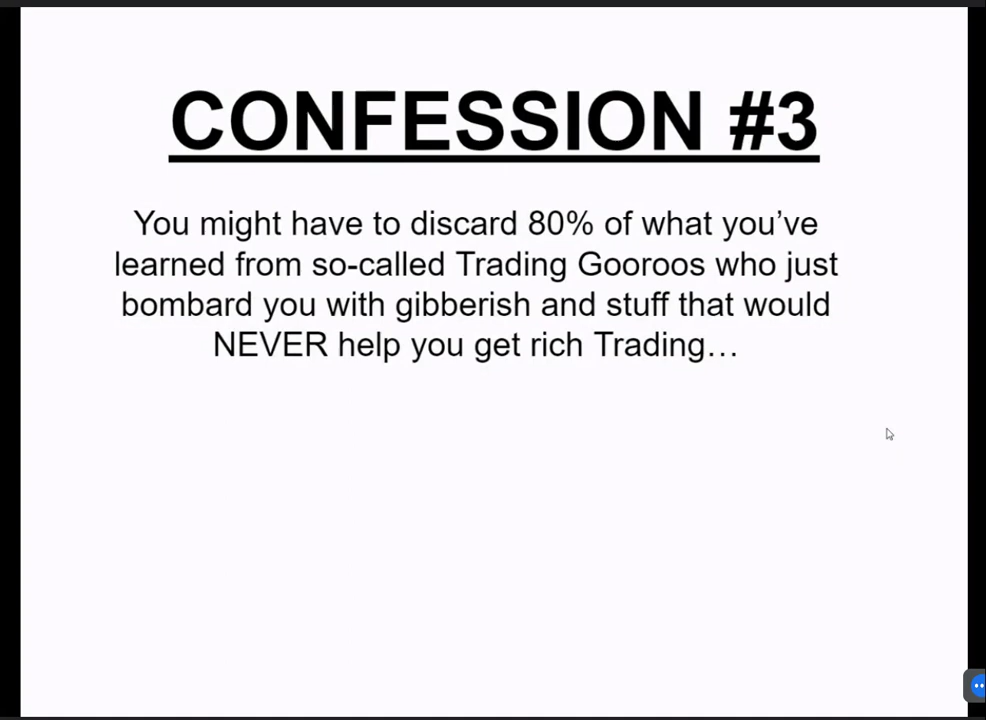 CONFESSION #3
You might have to discard 80% of what you’ve
learned from so-called Trading Gooroos who just
bombard you with gibberish and stuff that would
NEVER help you get rich Trading…